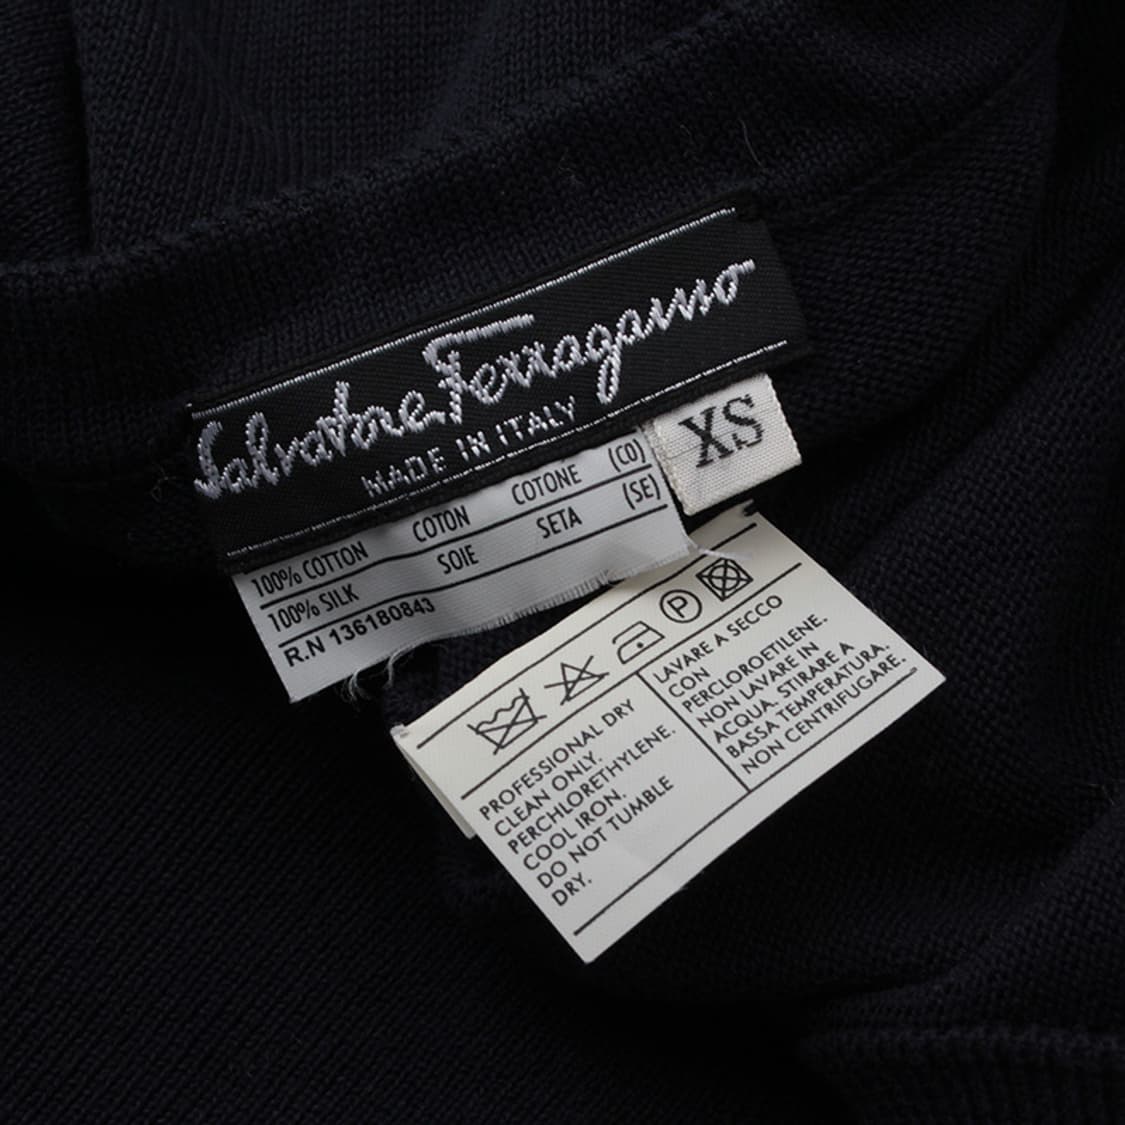 Salvatore Ferragamo
MADE IN ITALY
XS
100% COTTON COTON COTONE (CO)
100% SILK SOIE SETA (SE)
R.N 136180843
P
PROFESSIONAL DRY
CLEAN ONLY.
PERCHLORETHYLENE.
COOL IRON.
DO NOT TUMBLE
DRY.
LAVARE A SECCO
CON
PERCLOROETILENE.
NON LAVARE IN
ACQUA. STIRARE A
BASSA TEMPERATURA.
NON CENTRIFUGARE.